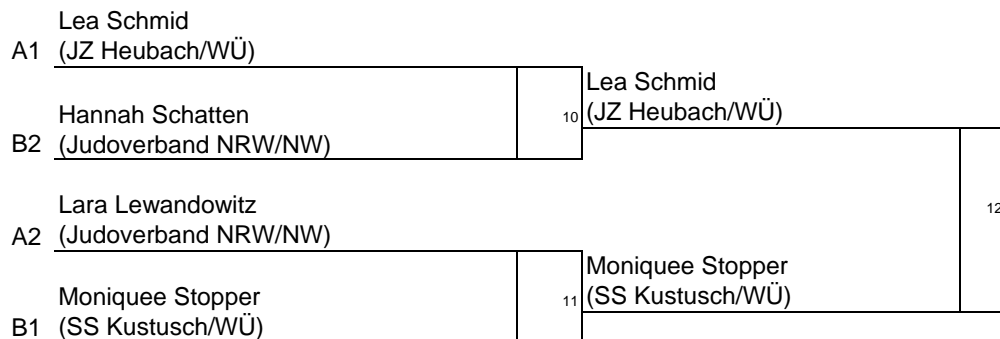 Lea Schmid
A1 (JZ Heubach/WÜ)
Lea Schmid
Hannah Schatten
10 (JZ Heubach/WÜ)
B2 (Judoverband NRW/NW)
Lara Lewandowitz
12
A2 (Judoverband NRW/NW)
Moniquee Stopper
Moniquee Stopper
11 (SS Kustusch/WÜ)
B1 (SS Kustusch/WÜ)